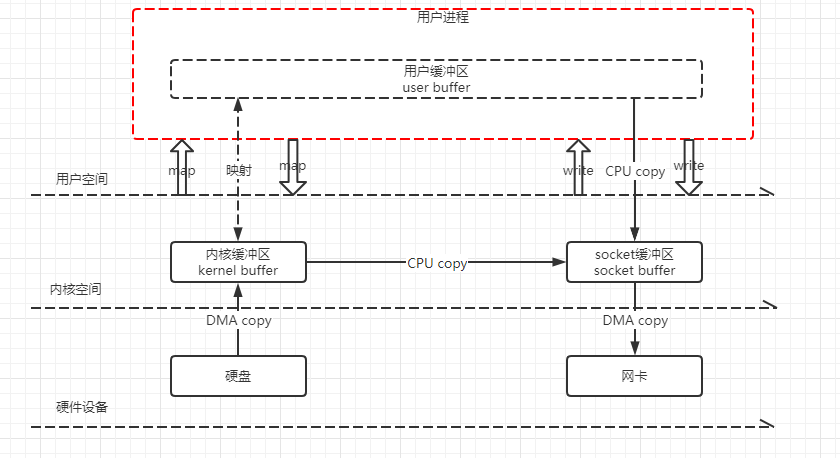 用户进程
用户缓冲区
user buffer
map
映射
map
write
CPU copy
write
用户空间
内核缓冲区
kernel buffer
CPU copy
socket缓冲区
socket buffer
内核空间
DMA copy
DMA copy
硬盘
网卡
硬件设备